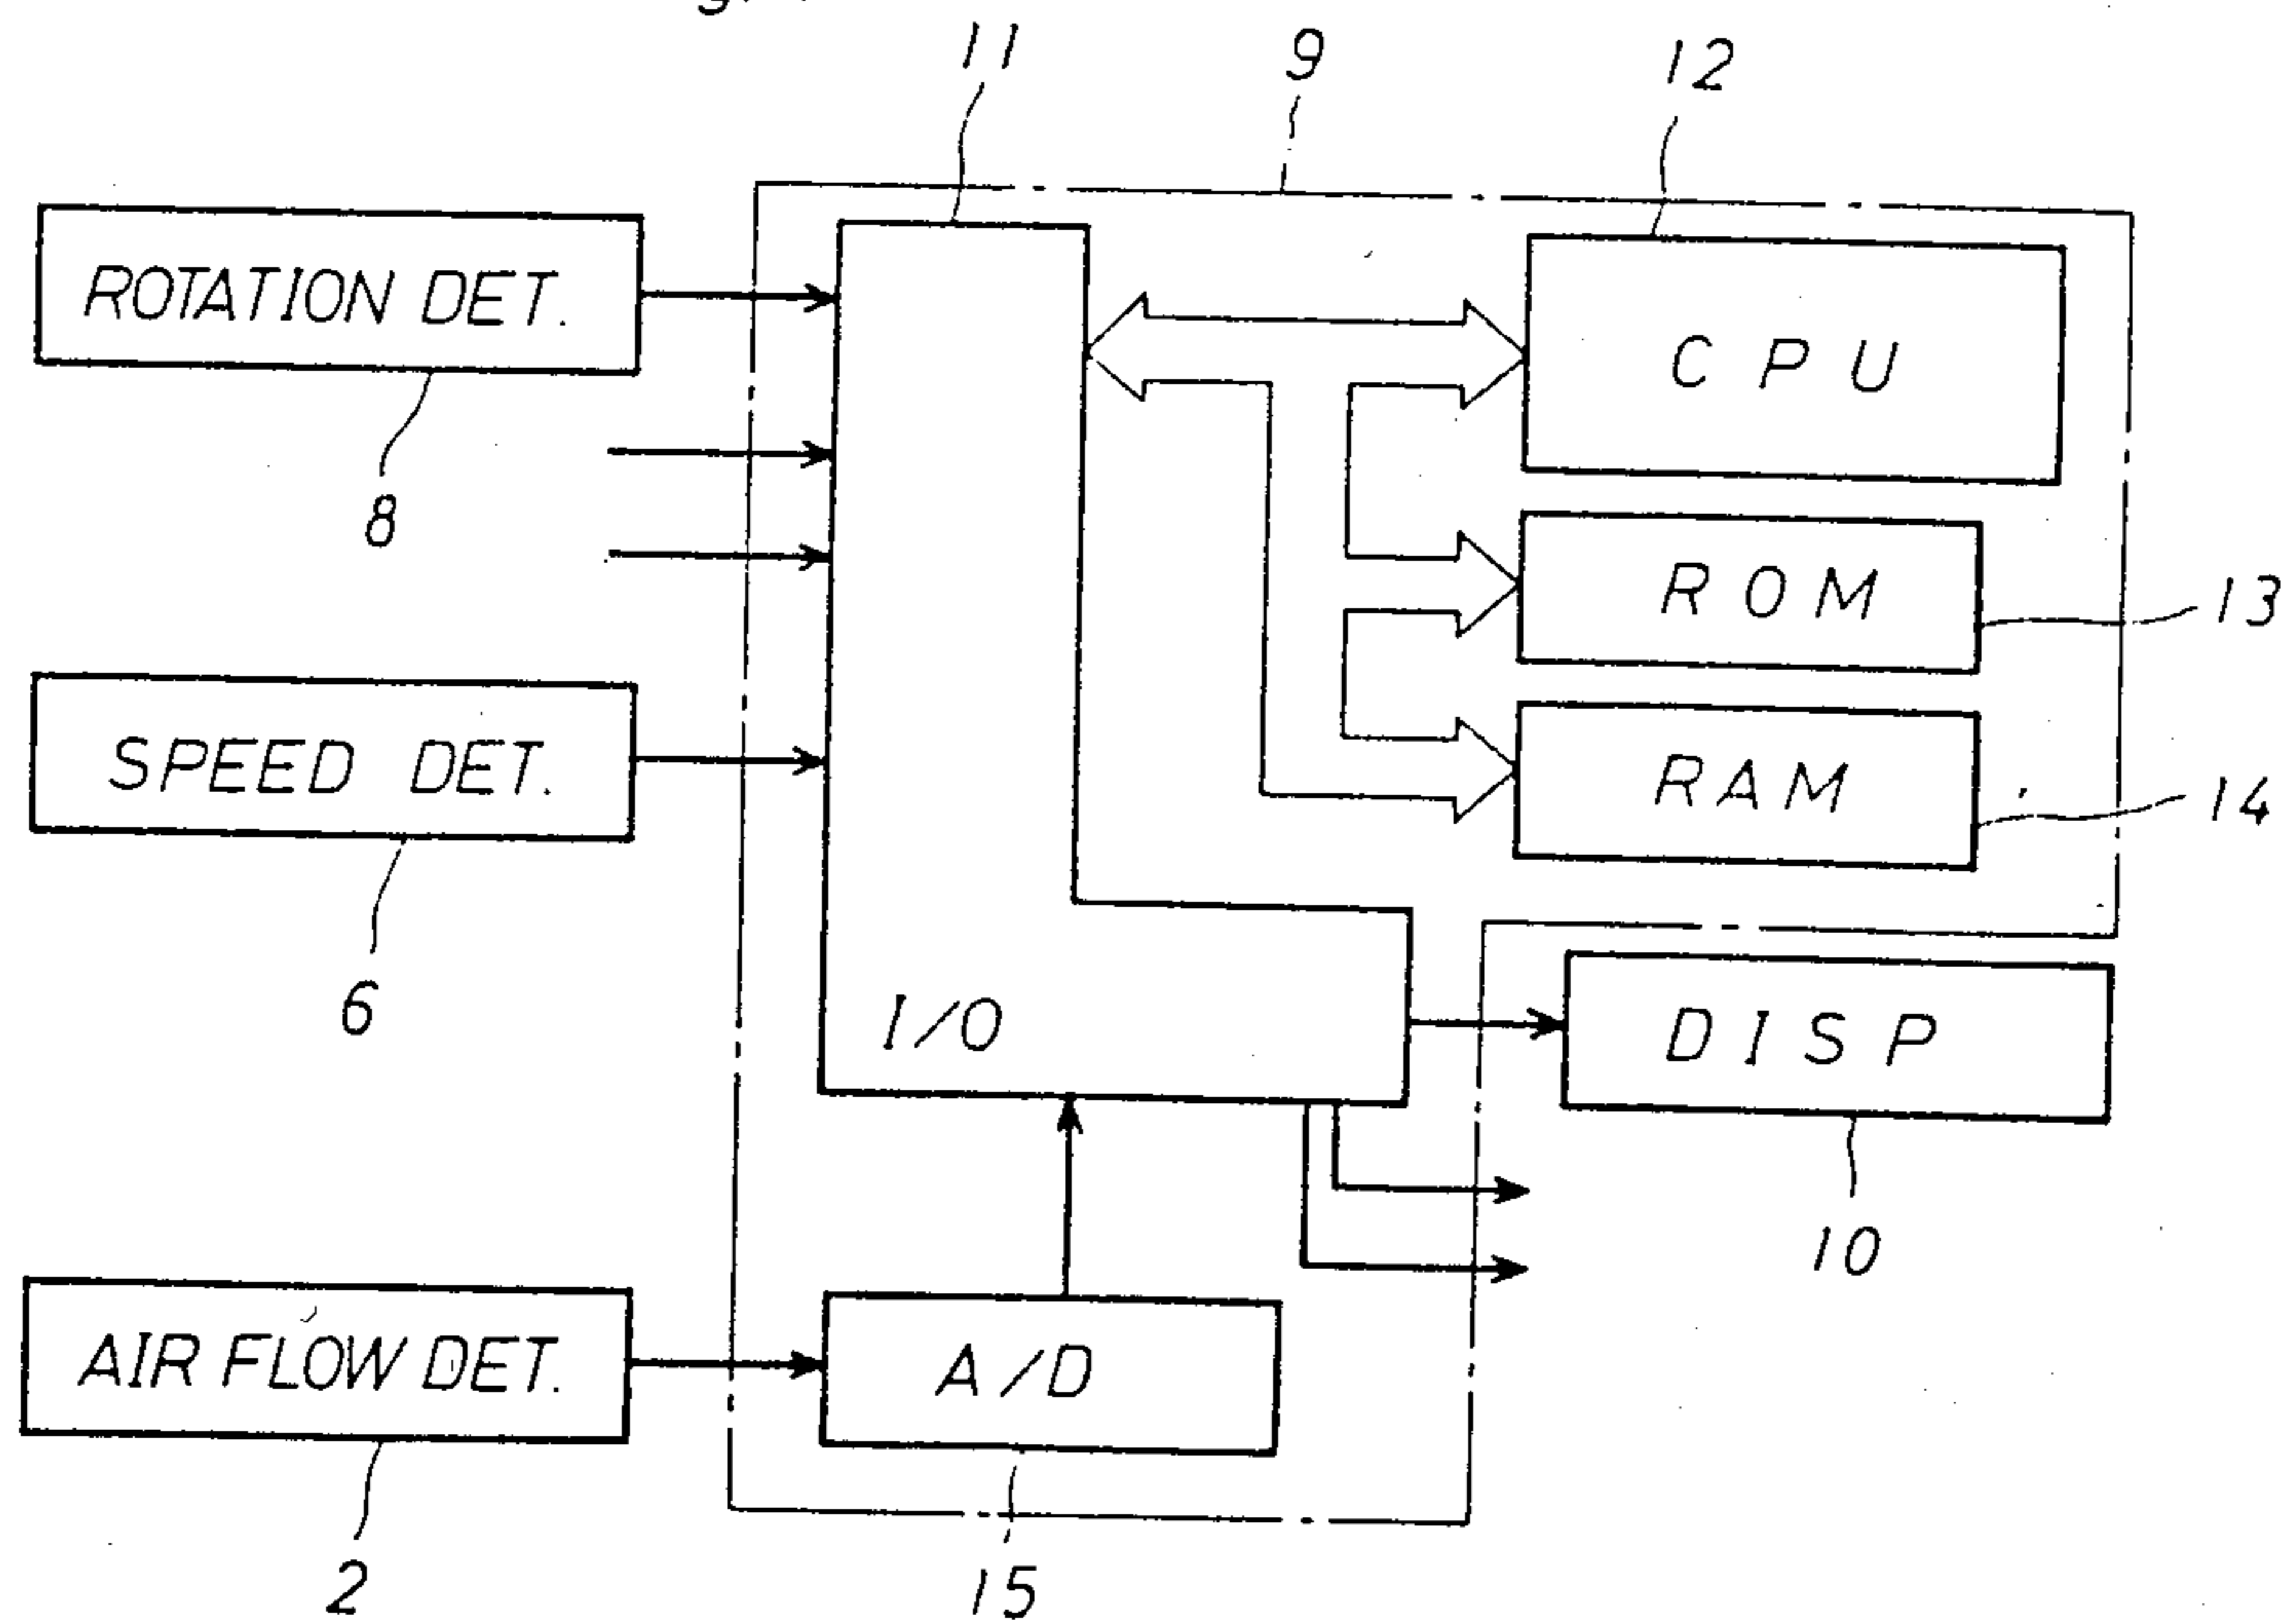 11
9
12
ROTATION DET.
CPU
8
ROM
13
SPEED DET.
RAM
14
6
I/O
DISP
10
AIR FLOW DET.
A/D
2
15